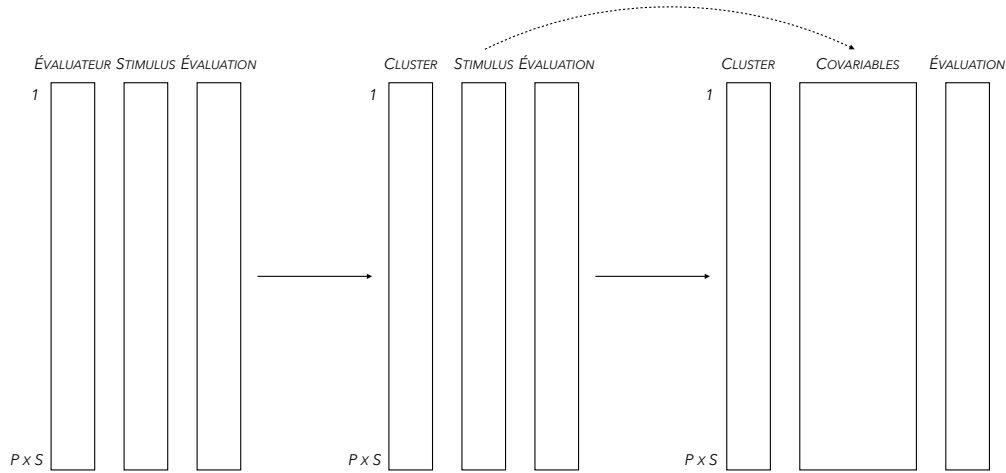 ÉVALUATEUR STIMULUS ÉVALUATION
CLUSTER STIMULUS ÉVALUATION
CLUSTER COVARIABLES ÉVALUATION
1
1
1
P x S
P x S
P x S